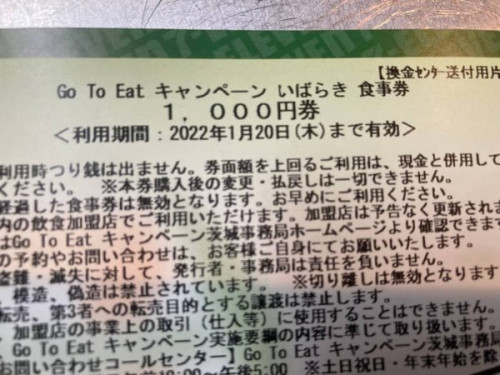 【換金センター送付用片
Go To Eat キャンペーン いばらき 食事券
1,000円券
＜利用期間：2022年1月20日(木)まで有効＞
利用時つり銭は出ません。券面額を上回るご利用は、現金と併用して
ください。 ※本券購入後の変更・払戻しは一切できません。
経過した食事券は無効となります。お早めにご利用ください。
内の飲食加盟店でご利用いただけます。加盟店は予告なく更新されま
はGo To Eat キャンペーン茨城事務局ホームページより確認できます
の予約やお問い合わせは、お客様ご自身にてお願いいたします。
盗難・滅失に対して、発行者・事務局は責任を負いません。
、模造、偽造は禁止されています。 ※切り離しは無効となります
転売、第3者への転売目的とする譲渡は禁止します。
、加盟店の事業上の取引（仕入等）に使用することはできません。
Go To Eat キャンペーン実施要綱の内容に準じて取り扱います。
お問い合わせコールセンター】Go To Eat キャンペーン茨城事務局
午前10:00～午後5:00 ※土日祝日・年末年始を除